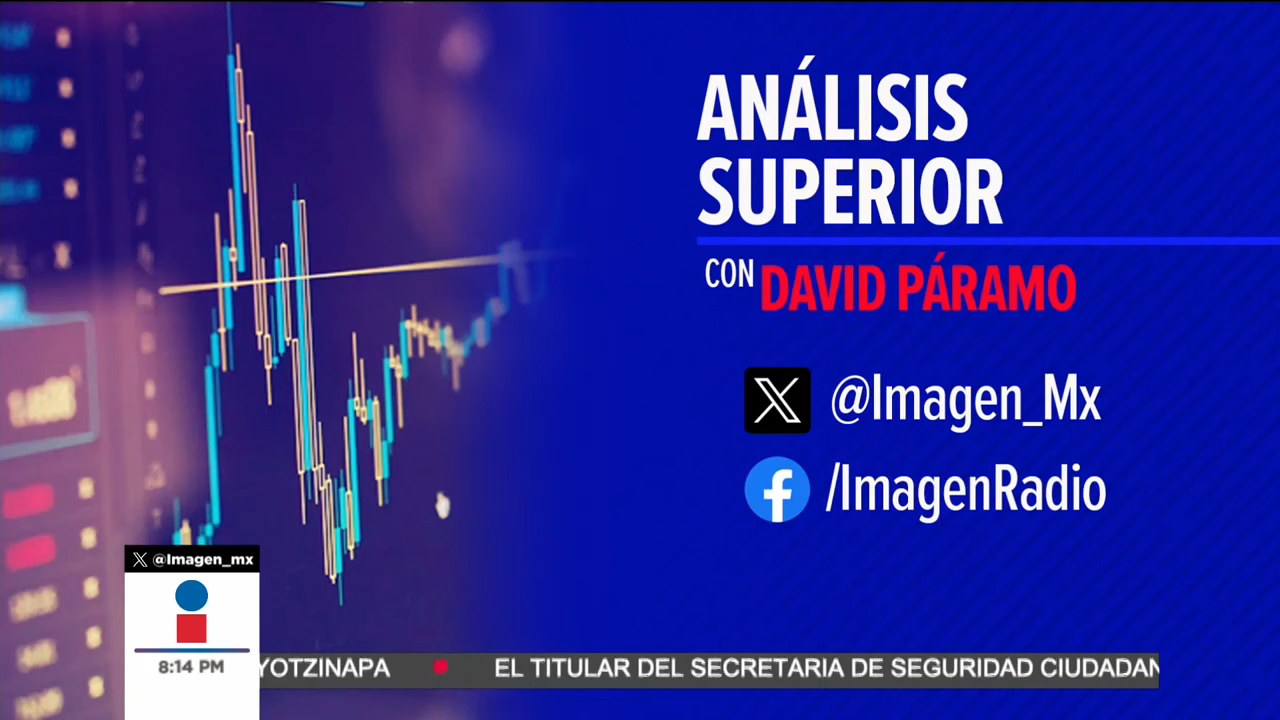 ANÁLISIS
SUPERIOR
CON DAVID PÁRAMO
@Imagen_Mx
/ImagenRadio
@Imagen_mx
8:14 PM
YOTZINAPA
EL TITULAR DEL SECRETARIA DE SEGURIDAD CIUDADAN